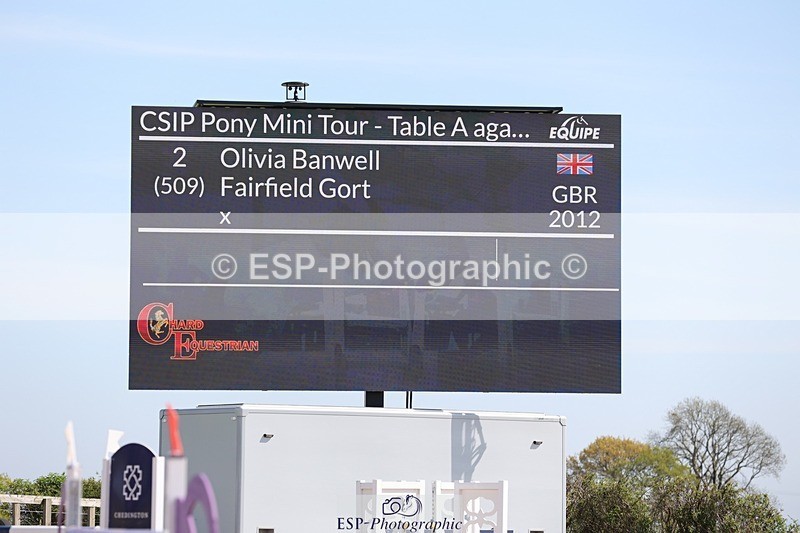 CSIP Pony Mini Tour - Table A aga...
EQUIPE
2 Olivia Banwell
(509) Fairfield Gort GBR
x 2012
© ESP-Photographic ©
CHARD
EQUESTRIAN
CHEDINGTON
ESP-Photographic